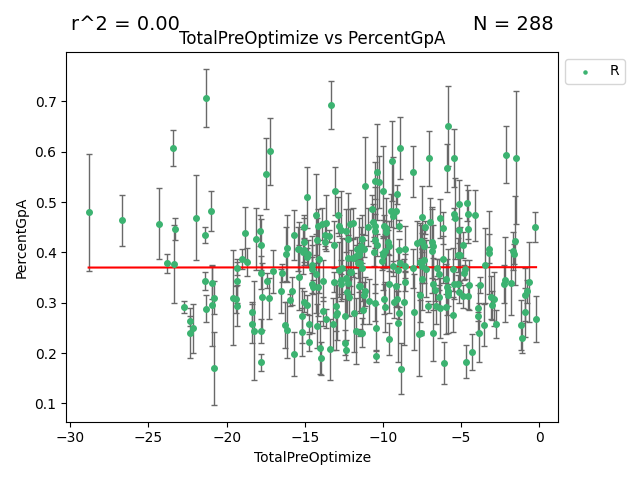 r^2 = 0.00
N = 288
TotalPreOptimize vs PercentGpA
R
PercentGpA
0.7
0.6
0.5
0.4
0.3
0.2
0.1
−30
−25
−20
−15
−10
−5
0
TotalPreOptimize